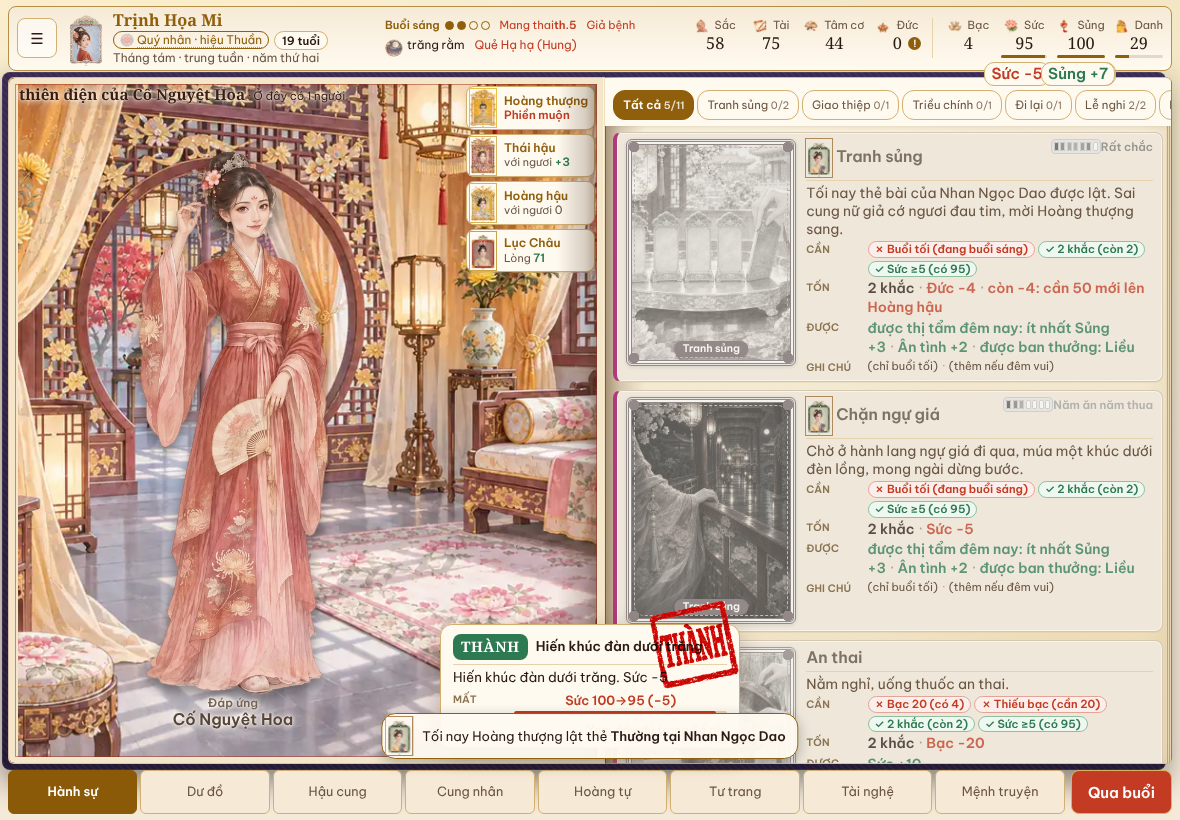 ☰
Trịnh Họa Mi
Quý nhân · hiệu Thuần
19 tuổi
Tháng tám · trung tuần · năm thứ hai
Buổi sáng
Mang thai th.5
Giả bệnh
trăng rằm
Quẻ Hạ hạ (Hung)
Sắc
58
Tài
75
Tâm cơ
44
Đức
0
Bạc
4
Sức
95
Sủng
100
Danh
29
Sức -5
Sủng +7
thiên điện của Cố Nguyệt Hoa
Ở đây có 1 người
Hoàng thượng
Phiền muộn
Thái hậu
với ngươi +3
Hoàng hậu
với ngươi 0
Lục Châu
Lòng 71
Đáp ứng
Cố Nguyệt Hoa
Tất cả 5/11
Tranh sủng 0/2
Giao thiệp 0/1
Triều chính 0/1
Đi lại 0/1
Lễ nghi 2/2
Tranh sủng
Tranh sủng
Rất chắc
Tối nay thẻ bài của Nhan Ngọc Dao được lật. Sai
cung nữ giả cớ ngươi đau tim, mời Hoàng thượng
sang.
CẦN
× Buổi tối (đang buổi sáng)
✓ 2 khắc (còn 2)
✓ Sức ≥5 (có 95)
TỐN
2 khắc · Đức -4 · còn -4: cần 50 mới lên
Hoàng hậu
ĐƯỢC
được thị tẩm đêm nay: ít nhất Sủng
+3 · Ân tình +2 · được ban thưởng: Liều
GHI CHÚ
(chỉ buổi tối) · (thêm nếu đêm vui)
Chặn ngự giá
Năm ăn năm thua
Chờ ở hành lang ngự giá đi qua, múa một khúc dưới
đèn lồng, mong ngài dừng bước.
CẦN
× Buổi tối (đang buổi sáng)
✓ 2 khắc (còn 2)
✓ Sức ≥5 (có 95)
TỐN
2 khắc · Sức -5
ĐƯỢC
được thị tẩm đêm nay: ít nhất Sủng
+3 · Ân tình +2 · được ban thưởng: Liều
GHI CHÚ
(chỉ buổi tối) · (thêm nếu đêm vui)
An thai
Nằm nghỉ, uống thuốc an thai.
CẦN
× Bạc 20 (có 4)
× Thiếu bạc (cần 20)
✓ 2 khắc (còn 2)
✓ Sức ≥5 (có 95)
TỐN
2 khắc · Bạc -20
ĐƯỢC
THÀNH
Hiến khúc đàn dưới trăng
THÀNH
Hiến khúc đàn dưới trăng. Sức -5
MẤT
Sức 100→95 (-5)
Tối nay Hoàng thượng lật thẻ Thường tại Nhan Ngọc Dao
Hành sự
Dư đồ
Hậu cung
Cung nhân
Hoàng tự
Tư trang
Tài nghệ
Mệnh truyện
Qua buổi